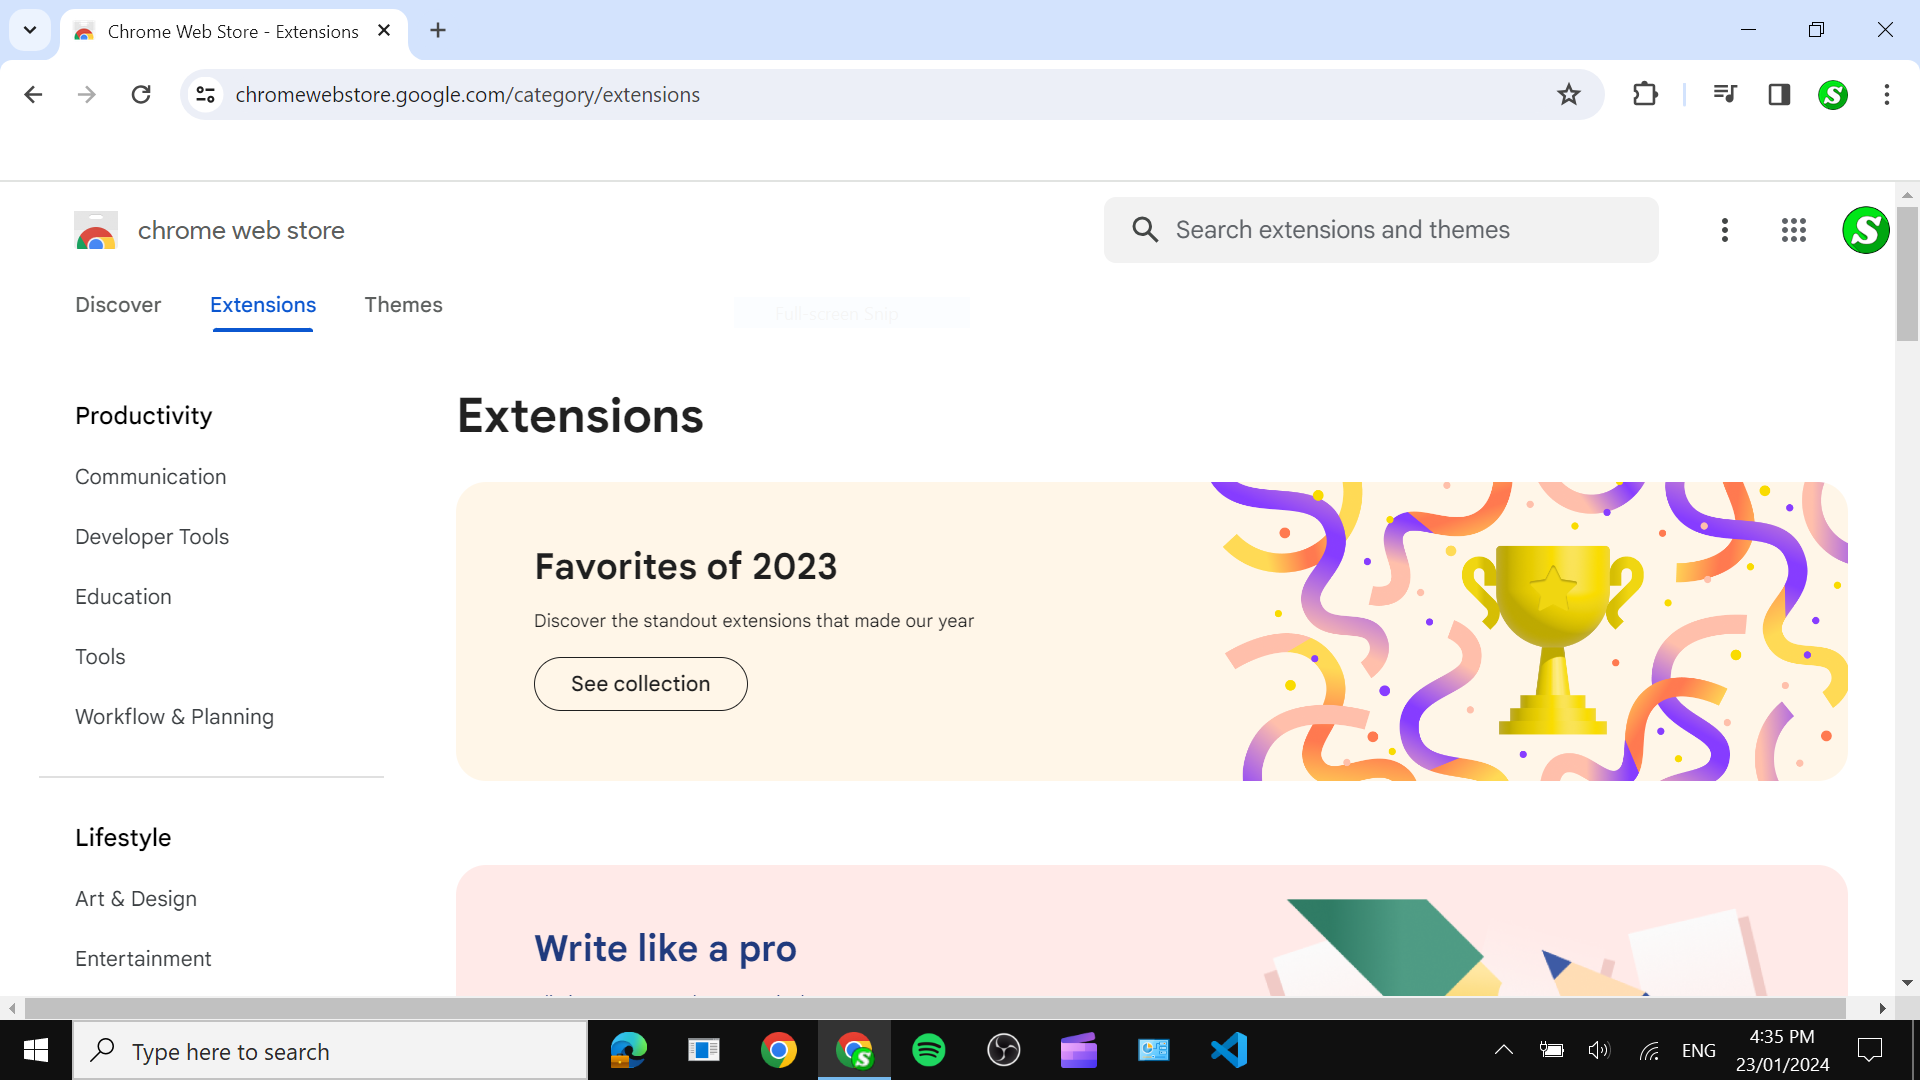 Chrome Web Store - Extensions
chromewebstore.google.com/category/extensions
chrome web store
Search extensions and themes
Discover
Extensions
Themes
Full-screen Snip
Productivity
Communication
Developer Tools
Education
Tools
Workflow & Planning
Lifestyle
Art & Design
Entertainment
Extensions
Favorites of 2023
Discover the standout extensions that made our year
See collection
Write like a pro
Type here to search
ENG
4:35 PM
23/01/2024